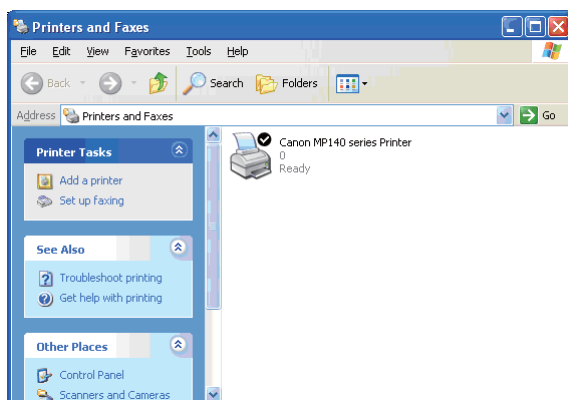 Printers and Faxes
File Edit View Favorites Tools Help
Back Search Folders
Address Printers and Faxes Go
Printer Tasks
Add a printer
Set up faxing
See Also
Troubleshoot printing
Get help with printing
Other Places
Control Panel
Scanners and Cameras
Canon MP140 series Printer
0
Ready